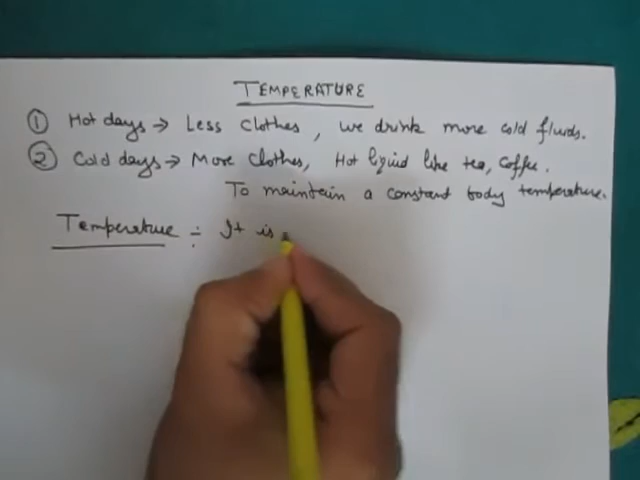 TEMPERATURE
① Hot days → Less clothes, we drink more cold fluids.
② Cold days → More clothes, Hot liquid like tea, Coffee.
To maintain a constant body temperature.
Temperature ÷ It is